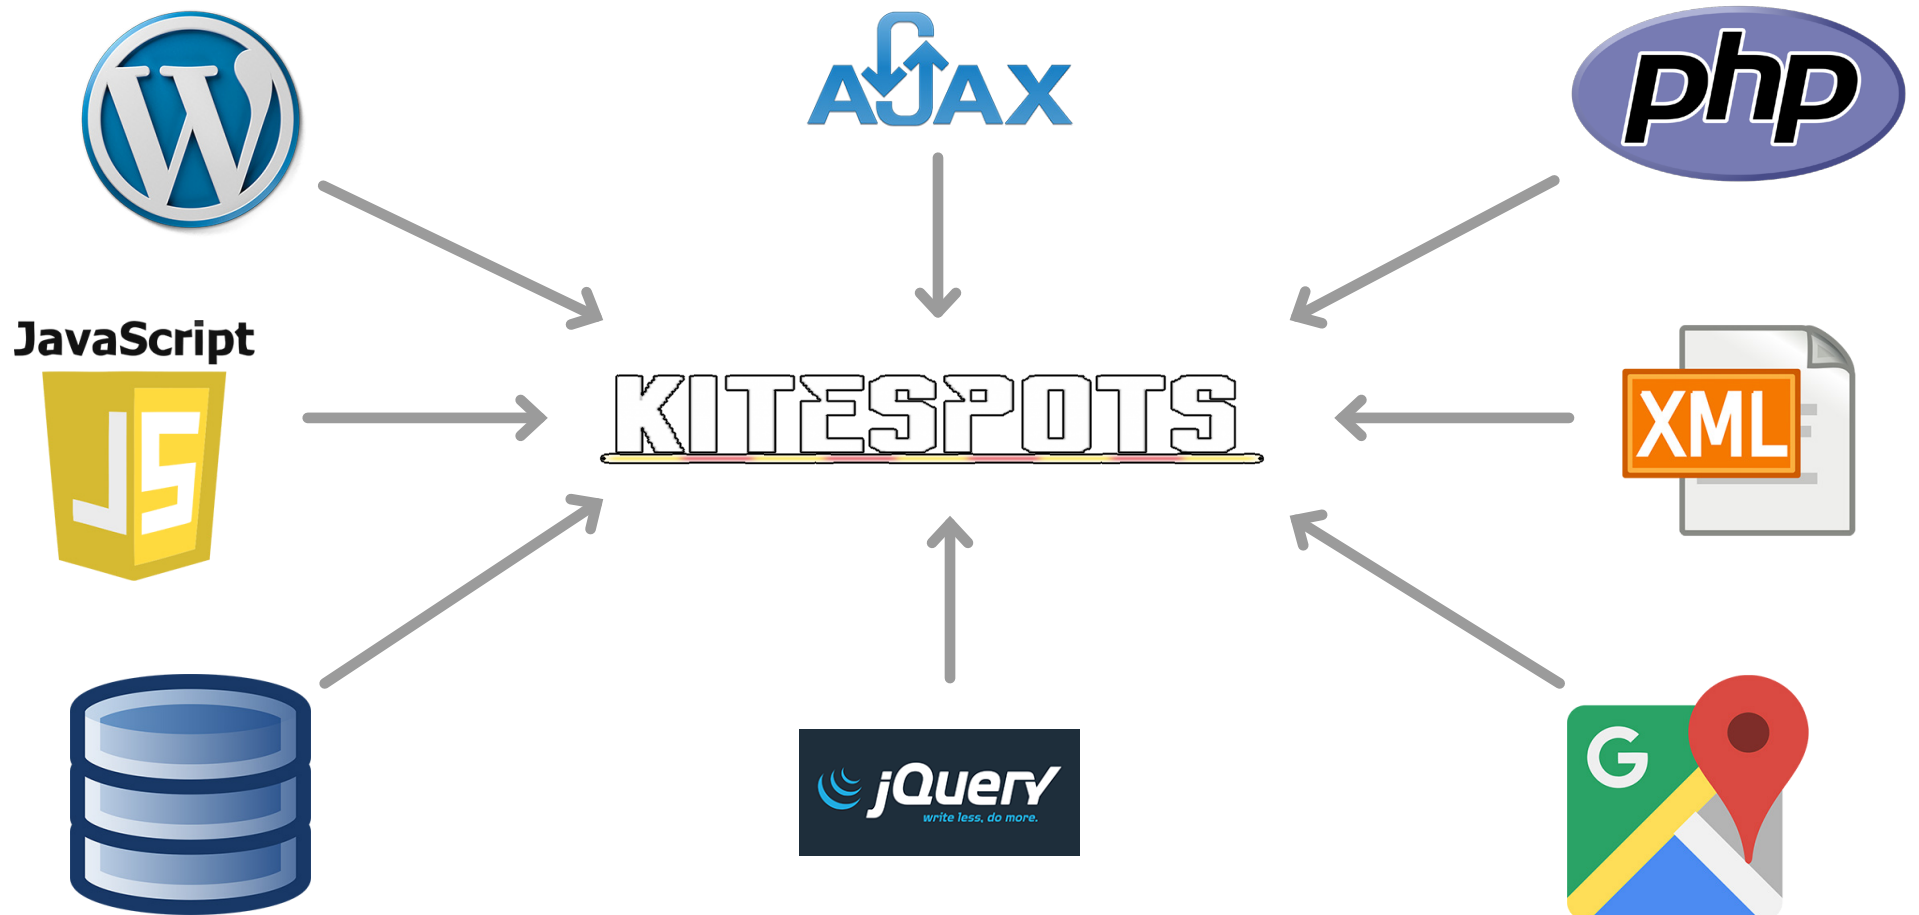 W
AJAX
php
JavaScript
JS
KITESPOTS
XML
jQuery
write less, do more.
G